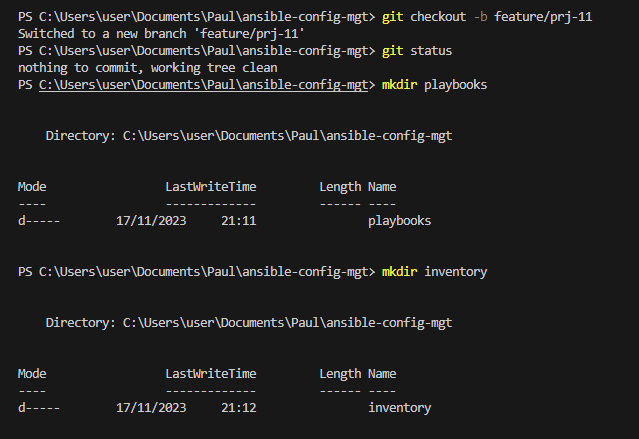 PS C:\Users\user\Documents\Paul\ansible-config-mgt> git checkout -b feature/prj-11
Switched to a new branch 'feature/prj-11'
PS C:\Users\user\Documents\Paul\ansible-config-mgt> git status
nothing to commit, working tree clean
PS C:\Users\user\Documents\Paul\ansible-config-mgt> mkdir playbooks
Directory: C:\Users\user\Documents\Paul\ansible-config-mgt
Mode LastWriteTime Length Name
---- ------------- ------ ----
d----- 17/11/2023 21:11 playbooks
PS C:\Users\user\Documents\Paul\ansible-config-mgt> mkdir inventory
Directory: C:\Users\user\Documents\Paul\ansible-config-mgt
Mode LastWriteTime Length Name
---- ------------- ------ ----
d----- 17/11/2023 21:12 inventory